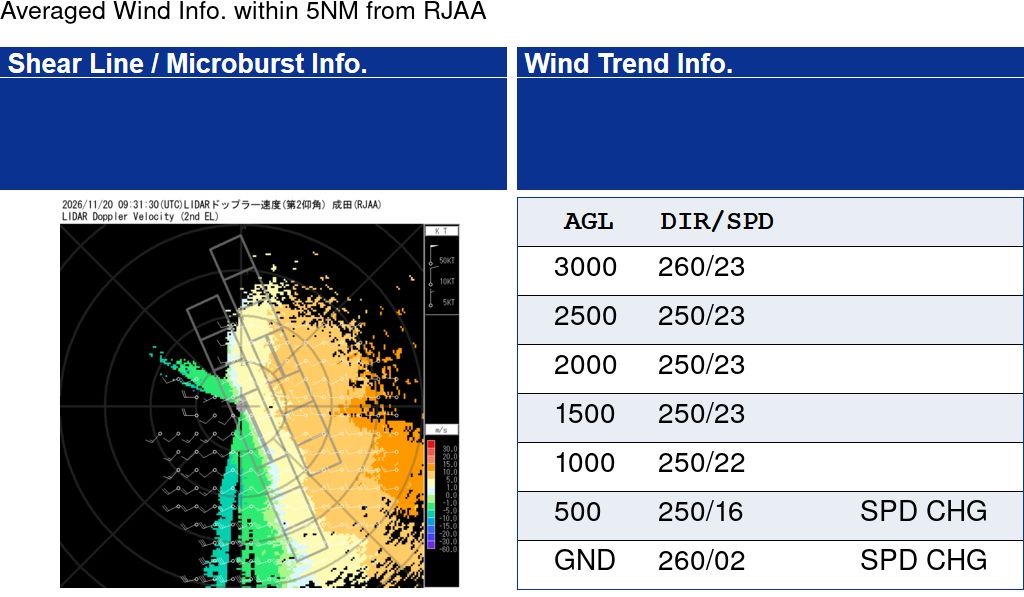 Averaged Wind Info. within 5NM from RJAA
Shear Line / Microburst Info.
Wind Trend Info.
2026/11/20 09:31:30(UTC)LIDARドップラー速度(第2仰角) 成田(RJAA)
LIDAR Doppler Velocity (2nd EL)
K T
50KT
10KT
5KT
m/s
30.0
20.0
15.0
10.0
5.0
1.0
0.0
-1.0
-5.0
-10.0
-15.0
-20.0
-30.0
-60.0
AGL DIR/SPD
3000 260/23
2500 250/23
2000 250/23
1500 250/23
1000 250/22
500 250/16 SPD CHG
GND 260/02 SPD CHG